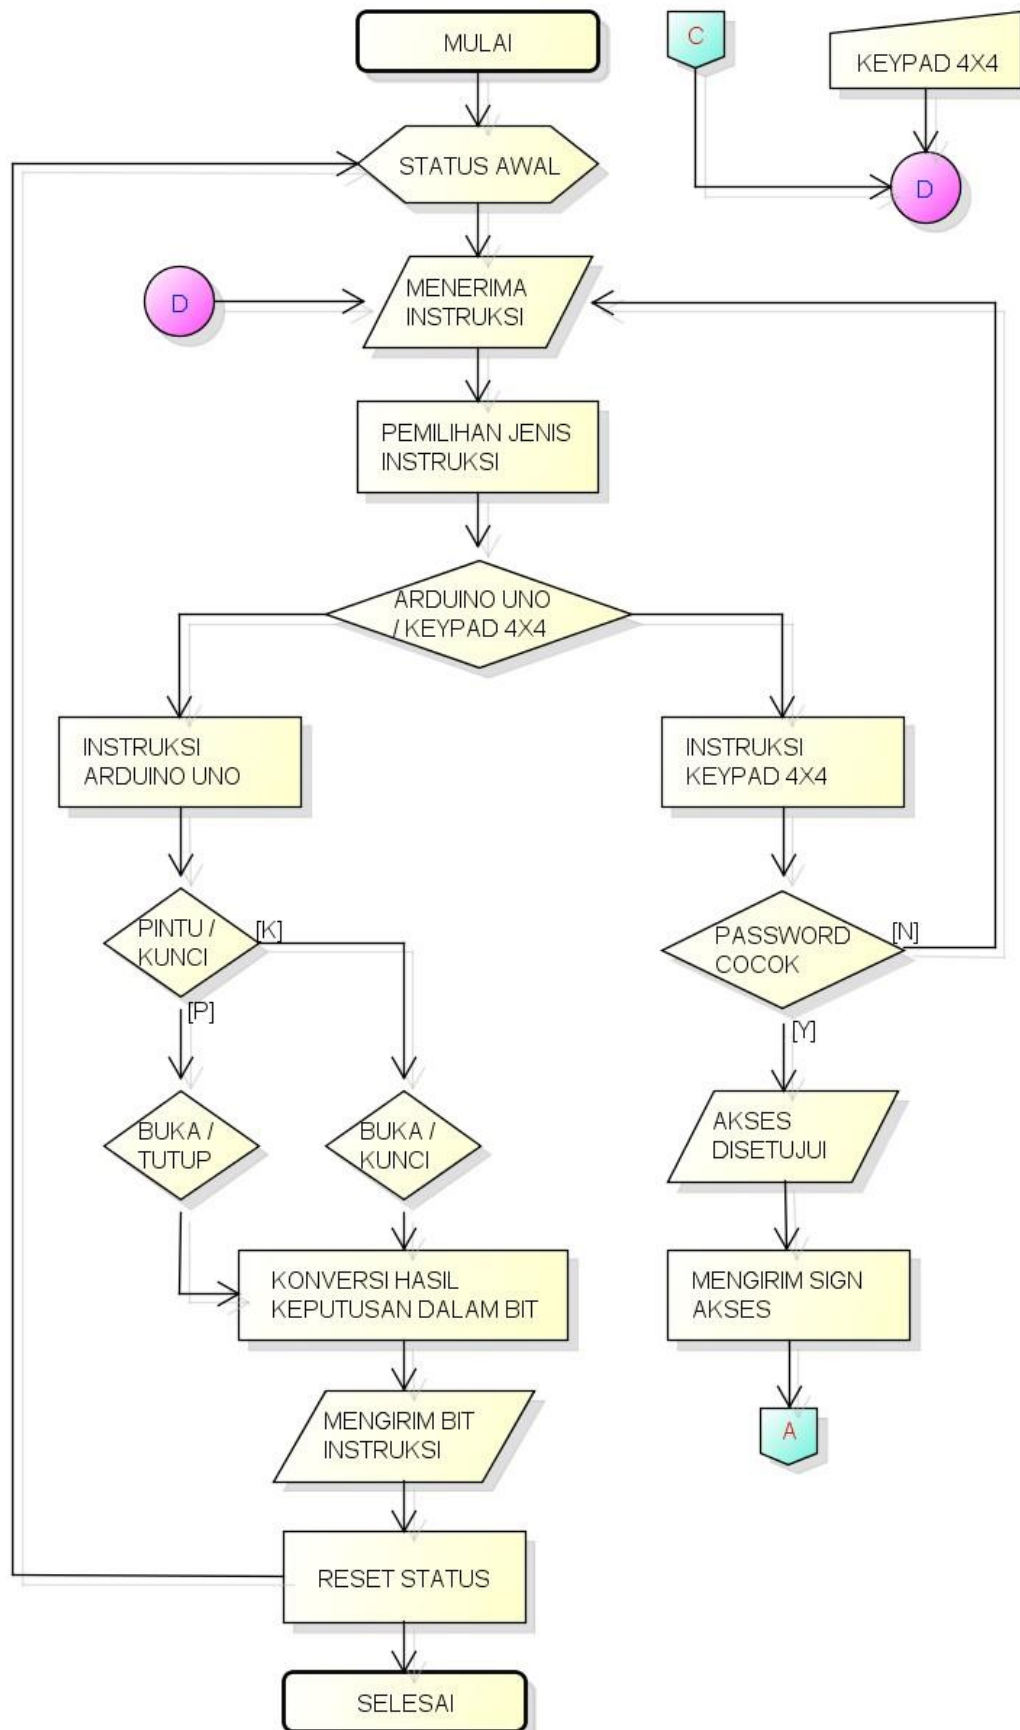 MULAI
C
KEYPAD 4X4
STATUS AWAL
D
D
MENERIMA
INSTRUKSI
PEMILIHAN JENIS
INSTRUKSI
ARDUINO UNO
/ KEYPAD 4X4
INSTRUKSI
ARDUINO UNO
INSTRUKSI
KEYPAD 4X4
PINTU /
KUNCI
[K]
[P]
PASSWORD
COCOK
[N]
[Y]
BUKA /
TUTUP
BUKA /
KUNCI
AKSES
DISETUJUI
KONVERSI HASIL
KEPUTUSAN DALAM BIT
MENGIRIM SIGN
AKSES
MENGIRIM BIT
INSTRUKSI
A
RESET STATUS
SELESAI